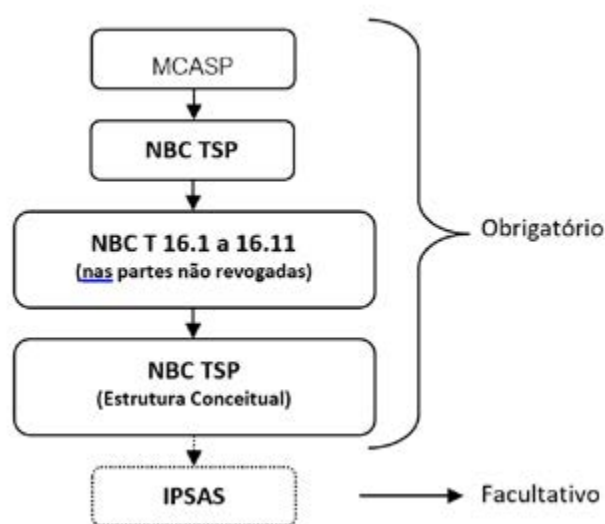 MCASP
NBC TSP
NBC T 16.1 a 16.11
(nas partes não revogadas)
Obrigatório
NBC TSP
(Estrutura Conceitual)
IPSAS
Facultativo